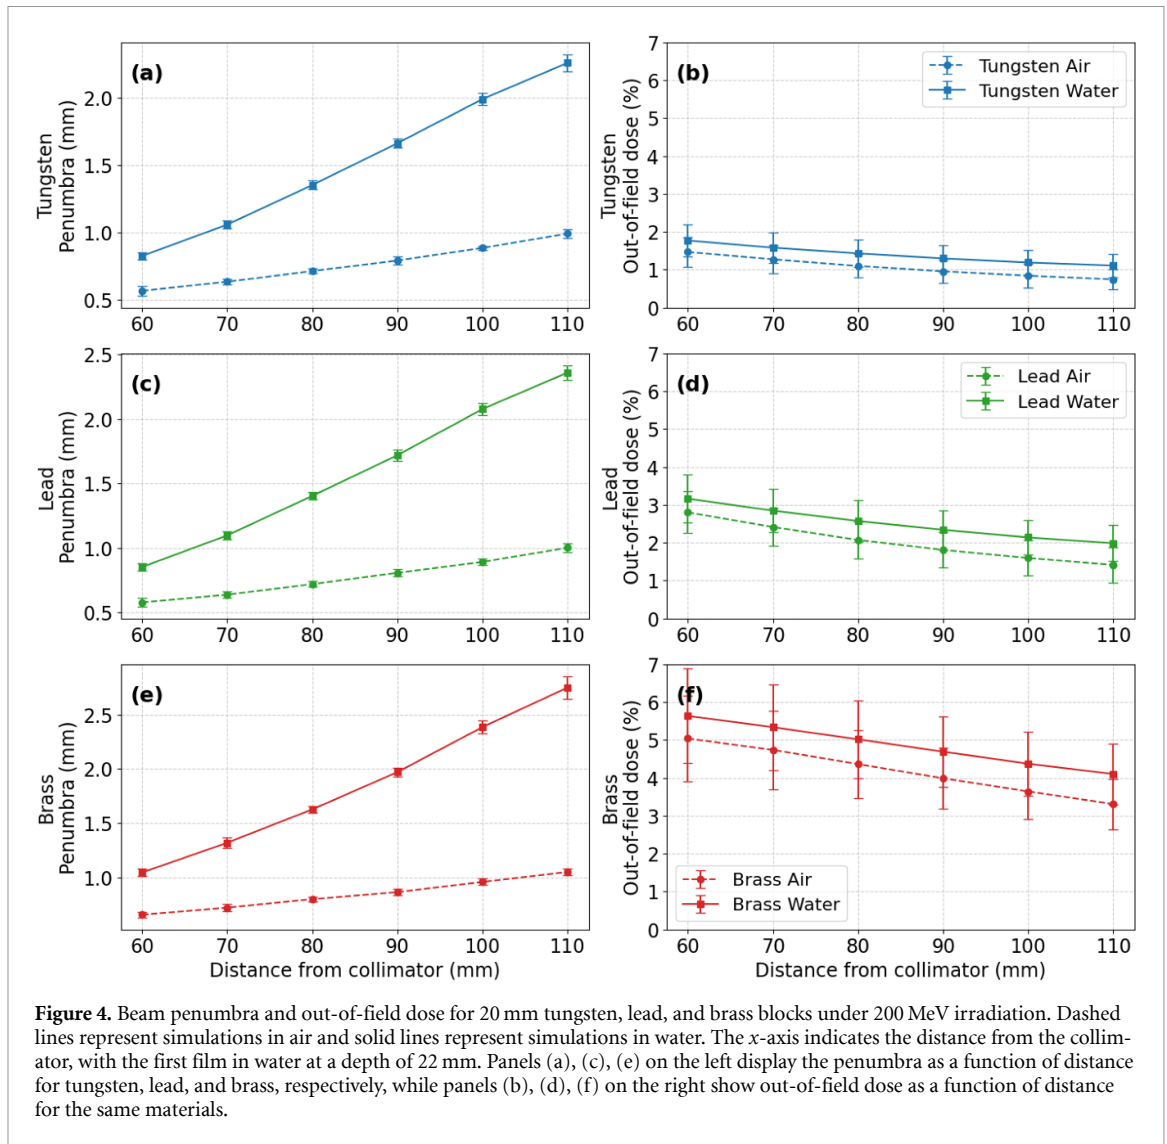 (a)
Tungsten
Penumbra (mm)
2.0
1.5
1.0
0.5
60 70 80 90 100 110
(b)
Tungsten Air
Tungsten Water
Tungsten
Out-of-field dose (%)
7
6
5
4
3
2
1
0
60 70 80 90 100 110
(c)
Lead
Penumbra (mm)
2.5
2.0
1.5
1.0
0.5
60 70 80 90 100 110
(d)
Lead Air
Lead Water
Lead
Out-of-field dose (%)
7
6
5
4
3
2
1
0
60 70 80 90 100 110
(e)
Brass
Penumbra (mm)
2.5
2.0
1.5
1.0
60 70 80 90 100 110
Distance from collimator (mm)
(f)
Brass
Out-of-field dose (%)
7
6
5
4
3
2
1
0
Brass Air
Brass Water
60 70 80 90 100 110
Distance from collimator (mm)
Figure 4. Beam penumbra and out-of-field dose for 20 mm tungsten, lead, and brass blocks under 200 MeV irradiation. Dashed
lines represent simulations in air and solid lines represent simulations in water. The x-axis indicates the distance from the collim-
ator, with the first film in water at a depth of 22 mm. Panels (a), (c), (e) on the left display the penumbra as a function of distance
for tungsten, lead, and brass, respectively, while panels (b), (d), (f) on the right show out-of-field dose as a function of distance
for the same materials.